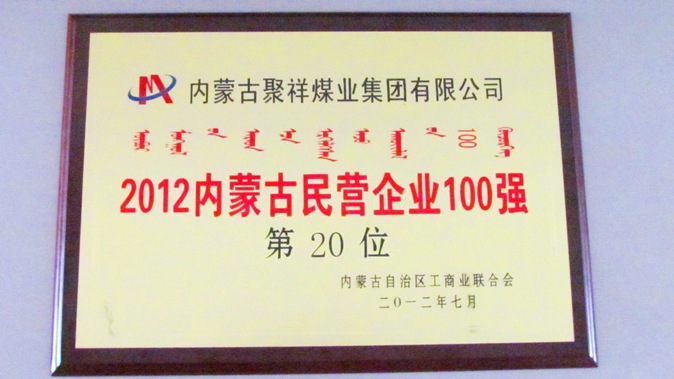 内蒙古聚祥煤业集团有限公司
100
2012内蒙古民营企业100强
第 20 位
内蒙古自治区工商业联合会
二〇一二年七月